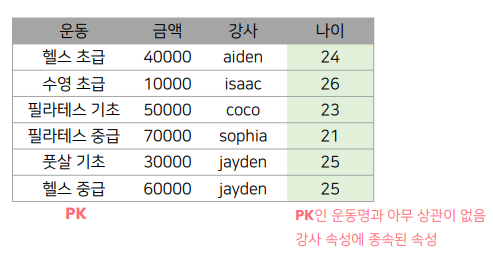 운동 금액 강사 나이
헬스 초급 40000 aiden 24
수영 초급 10000 isaac 26
필라테스 기초 50000 coco 23
필라테스 중급 70000 sophia 21
풋살 기초 30000 jayden 25
헬스 중급 60000 jayden 25
PK
PK인 운동명과 아무 상관이 없음
강사 속성에 종속된 속성